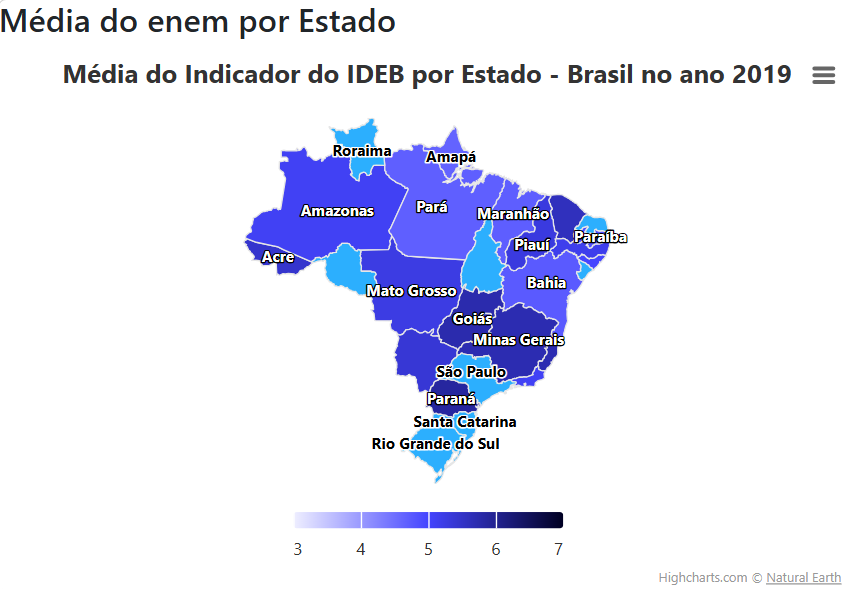 Média do enem por Estado
Média do Indicador do IDEB por Estado - Brasil no ano 2019
Roraima
Amapá
Amazonas
Pará
Maranhão
Paraíba
Piauí
Acre
Bahia
Mato Grosso
Goiás
Minas Gerais
São Paulo
Paraná
Santa Catarina
Rio Grande do Sul
3 4 5 6 7
Highcharts.com © Natural Earth